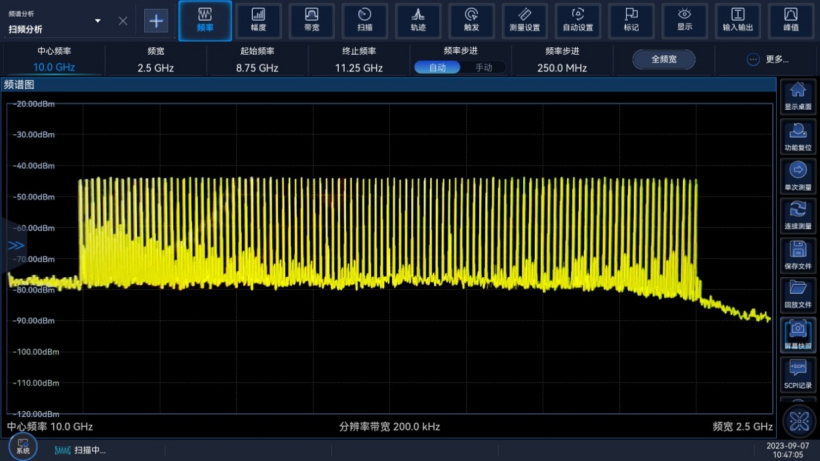 频谱分析
扫频分析
频率
幅度
带宽
扫描
轨迹
触发
测量设置
自动设置
标记
显示
输入输出
峰值
中心频率
10.0 GHz
频宽
2.5 GHz
起始频率
8.75 GHz
终止频率
11.25 GHz
频率步进
自动
手动
频率步进
250.0 MHz
全频宽
更多...
频谱图
-20.00dBm
-30.00dBm
-40.00dBm
-50.00dBm
-60.00dBm
-70.00dBm
-80.00dBm
-90.00dBm
-100.00dBm
-110.00dBm
-120.00dBm
中心频率 10.0 GHz
分辨率带宽 200.0 kHz
频宽 2.5 GHz
显示桌面
功能复位
单次测量
连续测量
保存文件
回放文件
屏幕快照
SCPI
SCPI记录
系统
扫描中...
2023-09-07
10:47:05